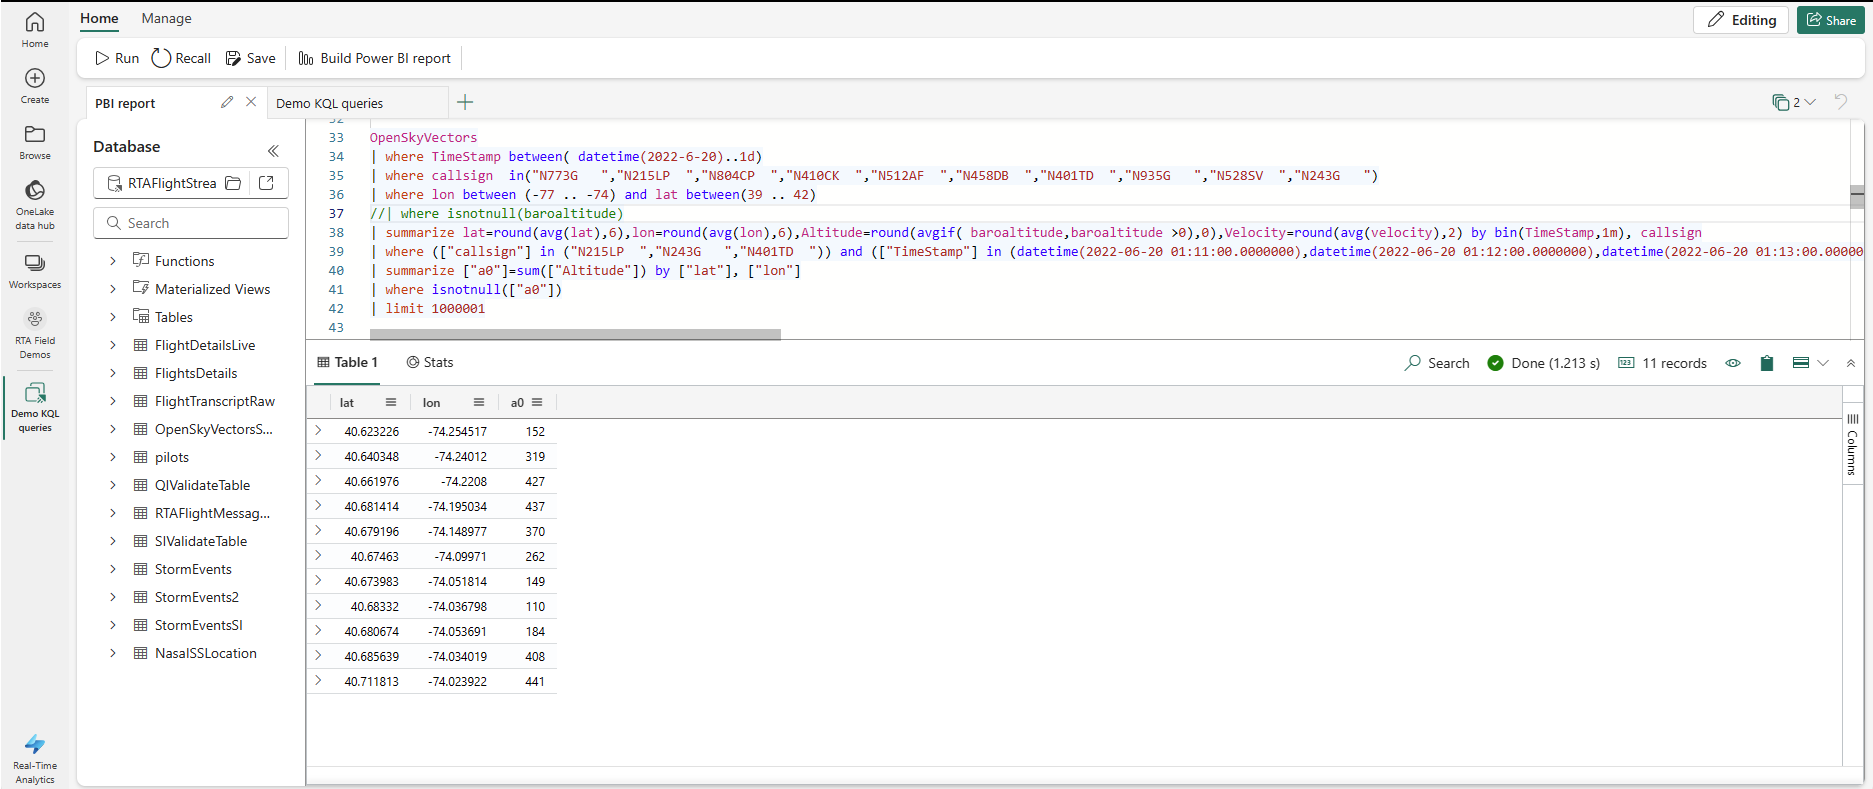 Home
Manage
Editing
Share
Home
Create
Browse
OneLake
data hub
Workspaces
RTA Field
Demos
Demo KQL
queries
Real-Time
Analytics
Run
Recall
Save
Build Power BI report
PBI report
Demo KQL queries
2
Database
RTAFlightStrea
Search
Functions
Materialized Views
Tables
FlightDetailsLive
FlightsDetails
FlightTranscriptRaw
OpenSkyVectorsS...
pilots
QIValidateTable
RTAFlightMessag...
SIValidateTable
StormEvents
StormEvents2
StormEventsSI
NasaISSLocation
32
33 OpenSkyVectors
34 | where TimeStamp between( datetime(2022-6-20)..1d)
35 | where callsign  in("N773G   ","N215LP  ","N804CP  ","N410CK  ","N512AF  ","N458DB  ","N401TD  ","N935G   ","N528SV  ","N243G   ")
36 | where lon between (-77 .. -74) and lat between(39 .. 42)
37 //| where isnotnull(baroaltitude)
38 | summarize lat=round(avg(lat),6),lon=round(avg(lon),6),Altitude=round(avgif( baroaltitude,baroaltitude >0),0),Velocity=round(avg(velocity),2) by bin(TimeStamp,1m), callsign
39 | where (["callsign"] in ("N215LP  ","N243G   ","N401TD  ")) and (["TimeStamp"] in (datetime(2022-06-20 01:11:00.0000000),datetime(2022-06-20 01:12:00.0000000),datetime(2022-06-20 01:13:00.00000
40 | summarize ["a0"]=sum(["Altitude"]) by ["lat"], ["lon"]
41 | where isnotnull(["a0"])
42 | limit 1000001
43
Table 1
Stats
Search
Done (1.213 s)
123
11 records
lat lon a0
40.623226 -74.254517 152
40.640348 -74.24012 319
40.661976 -74.2208 427
40.681414 -74.195034 437
40.679196 -74.148977 370
40.67463 -74.09971 262
40.673983 -74.051814 149
40.68332 -74.036798 110
40.680674 -74.053691 184
40.685639 -74.034019 408
40.711813 -74.023922 441
Columns